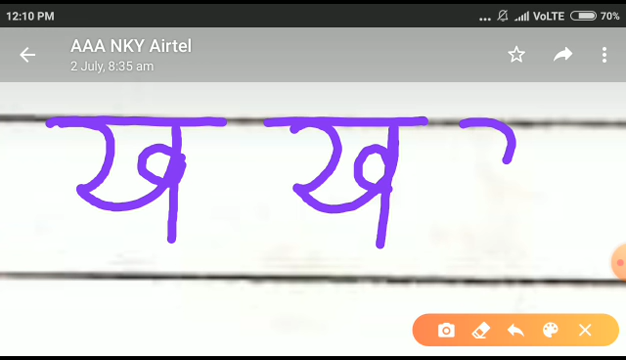 12:10 PM ... VoLTE 70%
AAA NKY Airtel
2 July, 8:35 am
ख ख